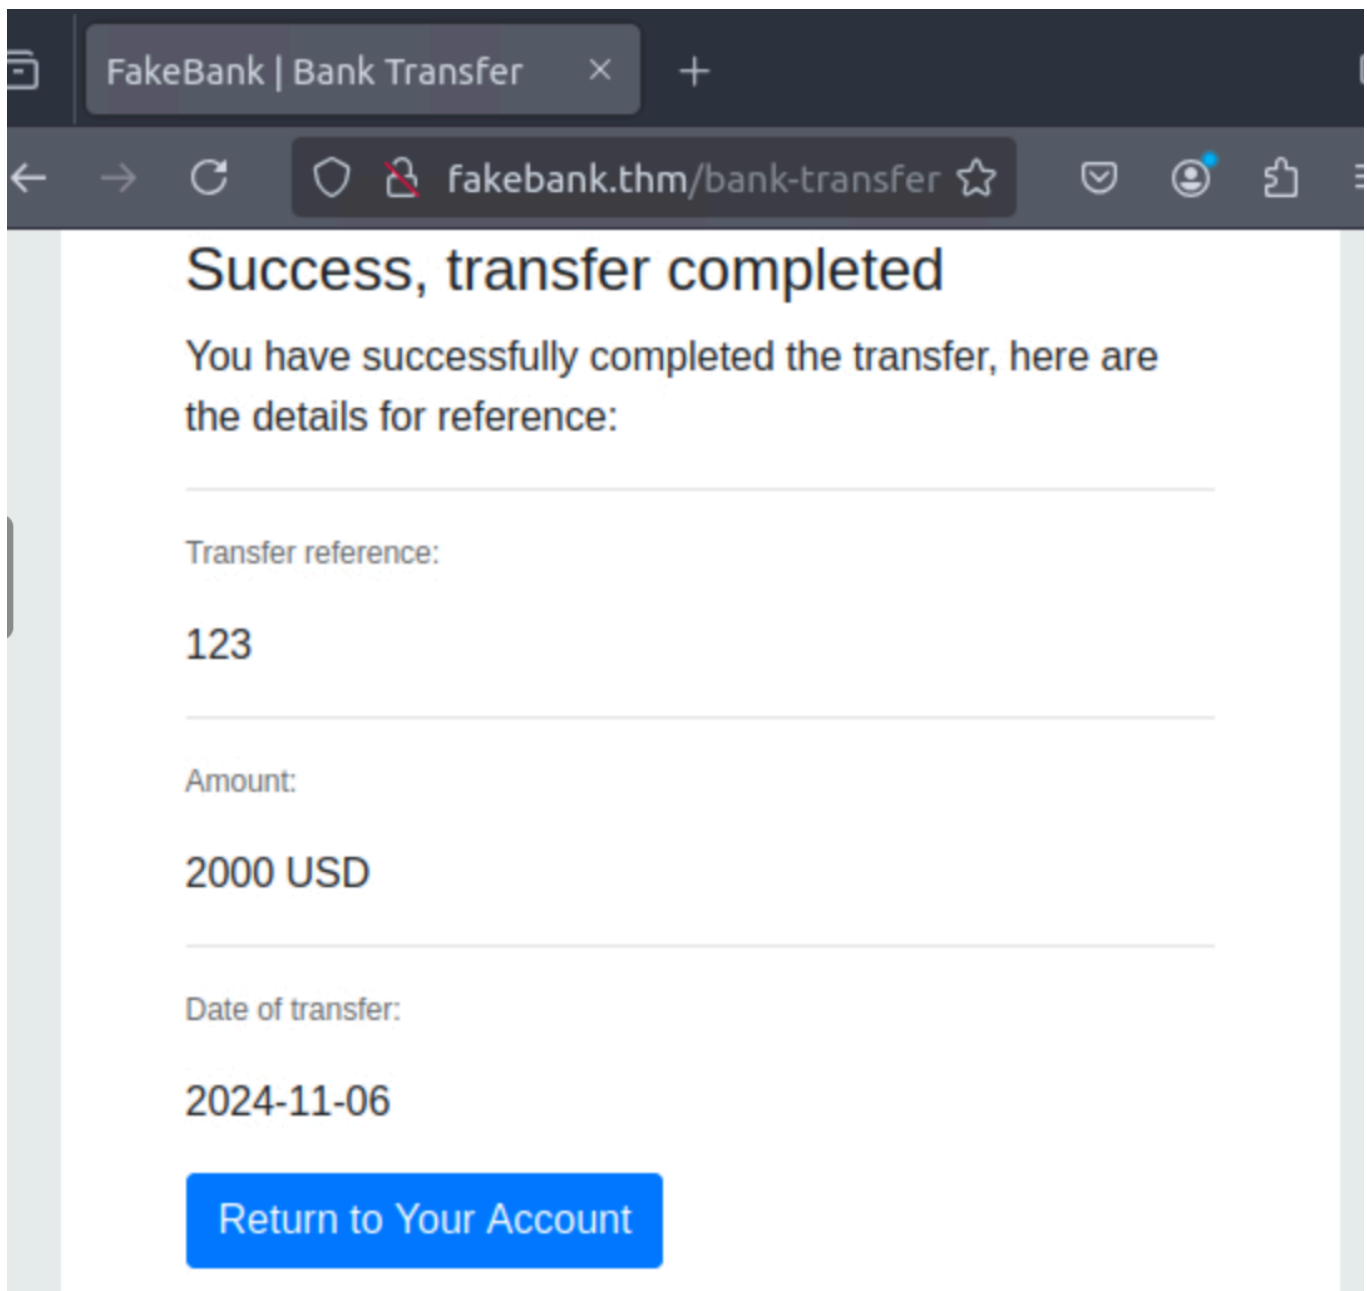 FakeBank | Bank Transfer
fakebank.thm/bank-transfer
Success, transfer completed
You have successfully completed the transfer, here are
the details for reference:
Transfer reference:
123
Amount:
2000 USD
Date of transfer:
2024-11-06
Return to Your Account